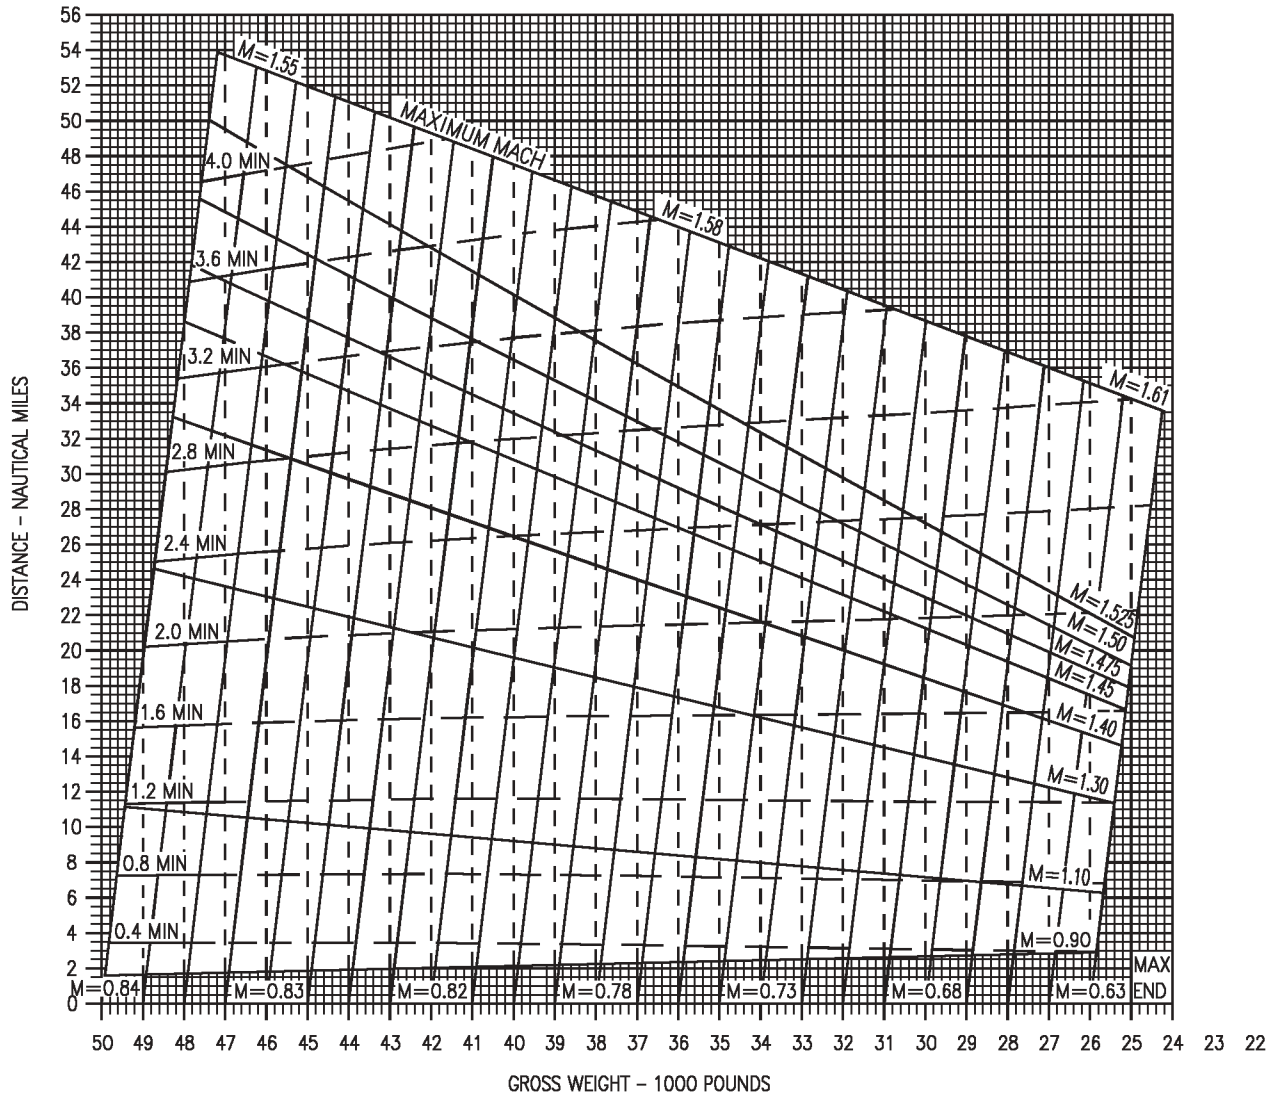 56
54
52
50
48
46
44
42
40
38
36
34
32
30
28
26
24
22
20
18
16
14
12
10
8
6
4
2
0
DISTANCE – NAUTICAL MILES
M=1.55
MAXIMUM MACH
M=1.58
M=1.61
4.0 MIN
3.6 MIN
3.2 MIN
2.8 MIN
2.4 MIN
2.0 MIN
1.6 MIN
1.2 MIN
0.8 MIN
0.4 MIN
M=1.525
M=1.50
M=1.475
M=1.45
M=1.40
M=1.30
M=1.10
M=0.90
MAX
END
M=0.84 M=0.83 M=0.82 M=0.78 M=0.73 M=0.68 M=0.63
50 49 48 47 46 45 44 43 42 41 40 39 38 37 36 35 34 33 32 31 30 29 28 27 26 25 24 23 22
GROSS WEIGHT – 1000 POUNDS